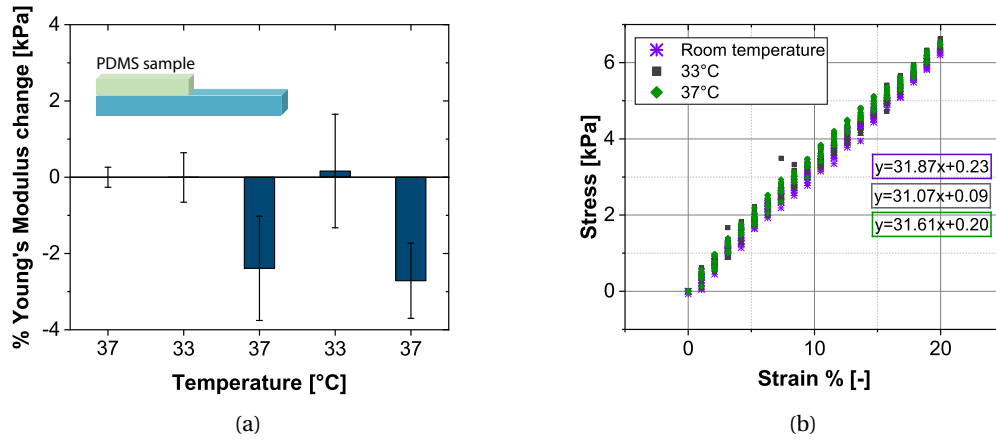 4
2
0
-2
-4
% Young's Modulus change [kPa]
PDMS sample
37 33 37 33 37
Temperature [°C]
(a)
6
4
2
0
Stress [kPa]
Room temperature
33°C
37°C
y=31.87x+0.23
y=31.07x+0.09
y=31.61x+0.20
0 10 20
Strain % [-]
(b)